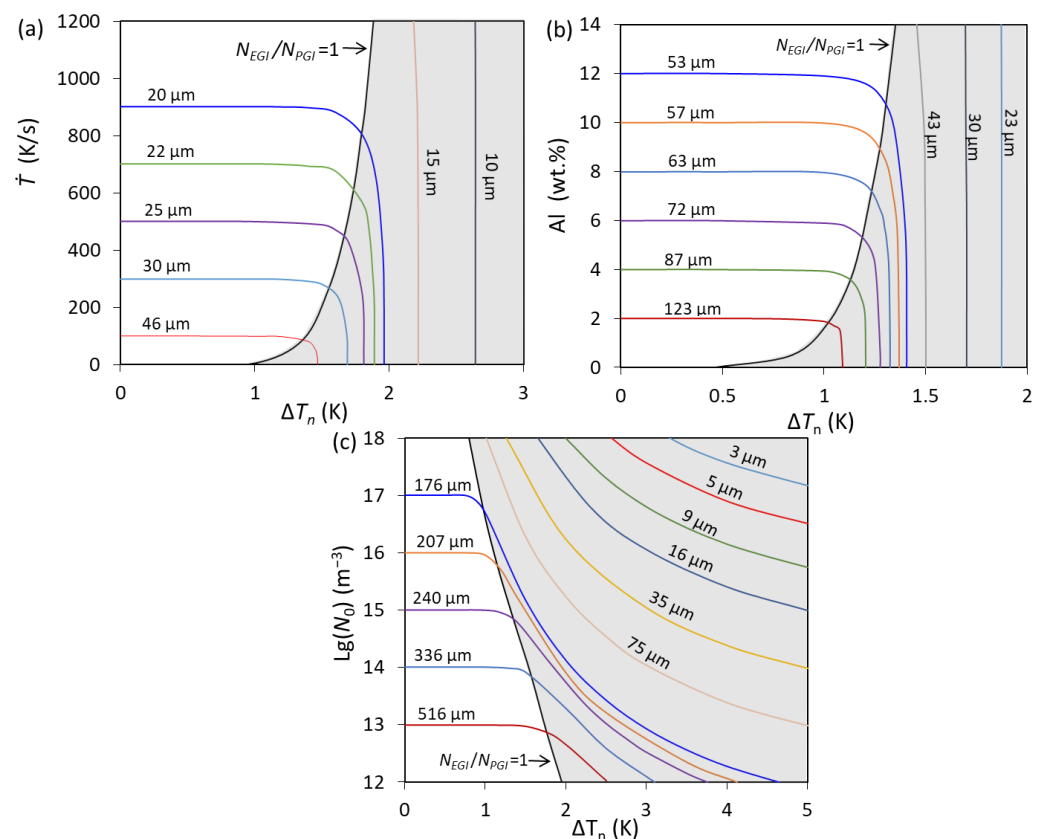 (a)
1200
1000
800
600
400
200
0
Ṫ (K/s)
N_EGI/N_PGI=1
20 µm
22 µm
25 µm
30 µm
46 µm
15 µm
10 µm
0 1 2 3
ΔT_n (K)
(b)
14
12
10
8
6
4
2
0
Al (wt.%)
N_EGI/N_PGI=1
53 µm
57 µm
63 µm
72 µm
87 µm
123 µm
43 µm
30 µm
23 µm
0 0.5 1 1.5 2
ΔT_n (K)
(c)
18
17
16
15
14
13
12
Lg(N_0) (m⁻³)
176 µm
207 µm
240 µm
336 µm
516 µm
3 µm
5 µm
9 µm
16 µm
35 µm
75 µm
N_EGI/N_PGI=1
0 1 2 3 4 5
ΔT_n (K)